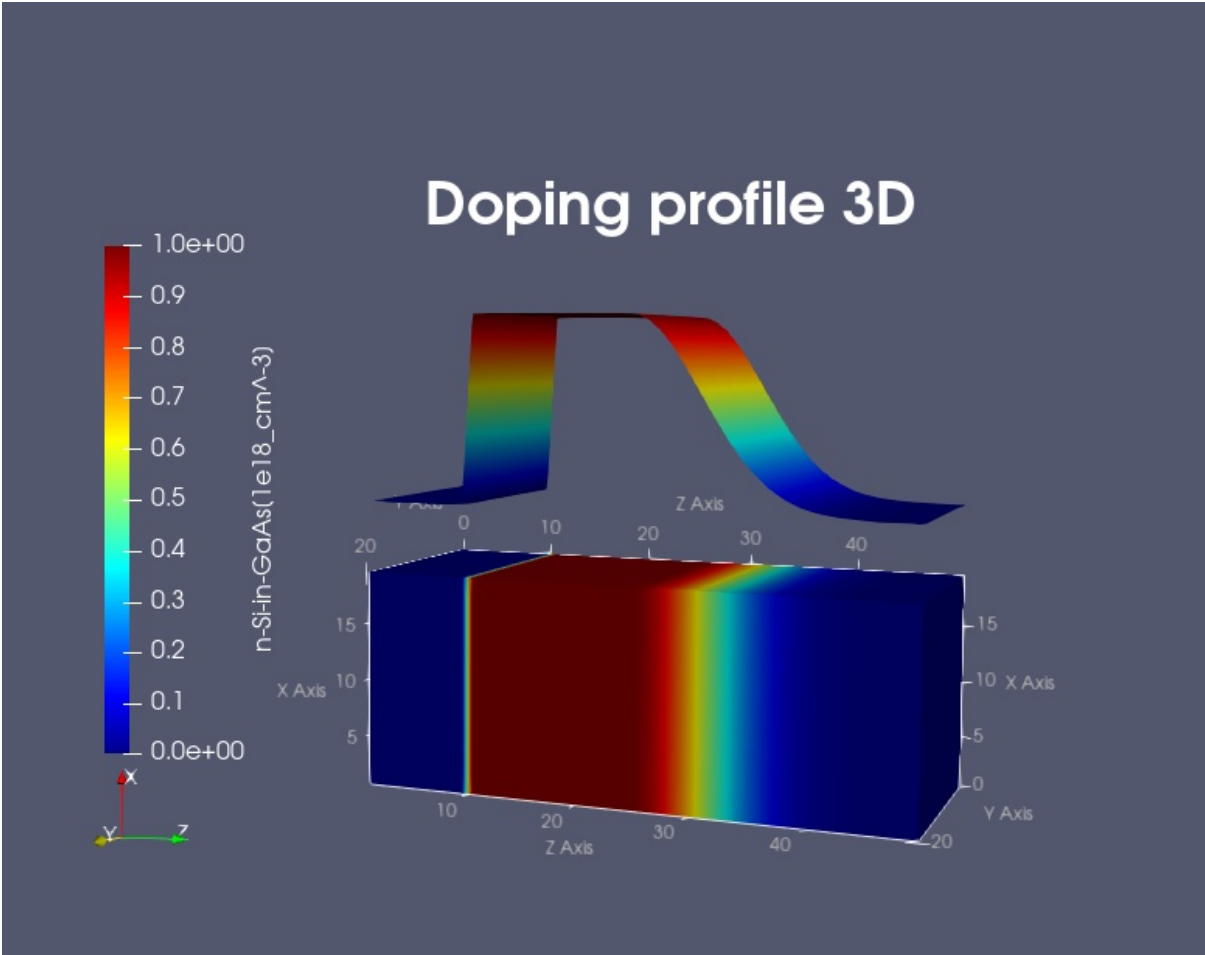 Doping profile 3D
1.0e+00
0.9
0.8
0.7
0.6
0.5
0.4
0.3
0.2
0.1
0.0e+00
n-Si-in-GaAs(1e18_cm^-3)
Z Axis
0 10 20 30 40
20
15
X Axis 10
5
15
10 X Axis
5
0
Y Axis
20
10 20 30 40
Z Axis
X
Y Z